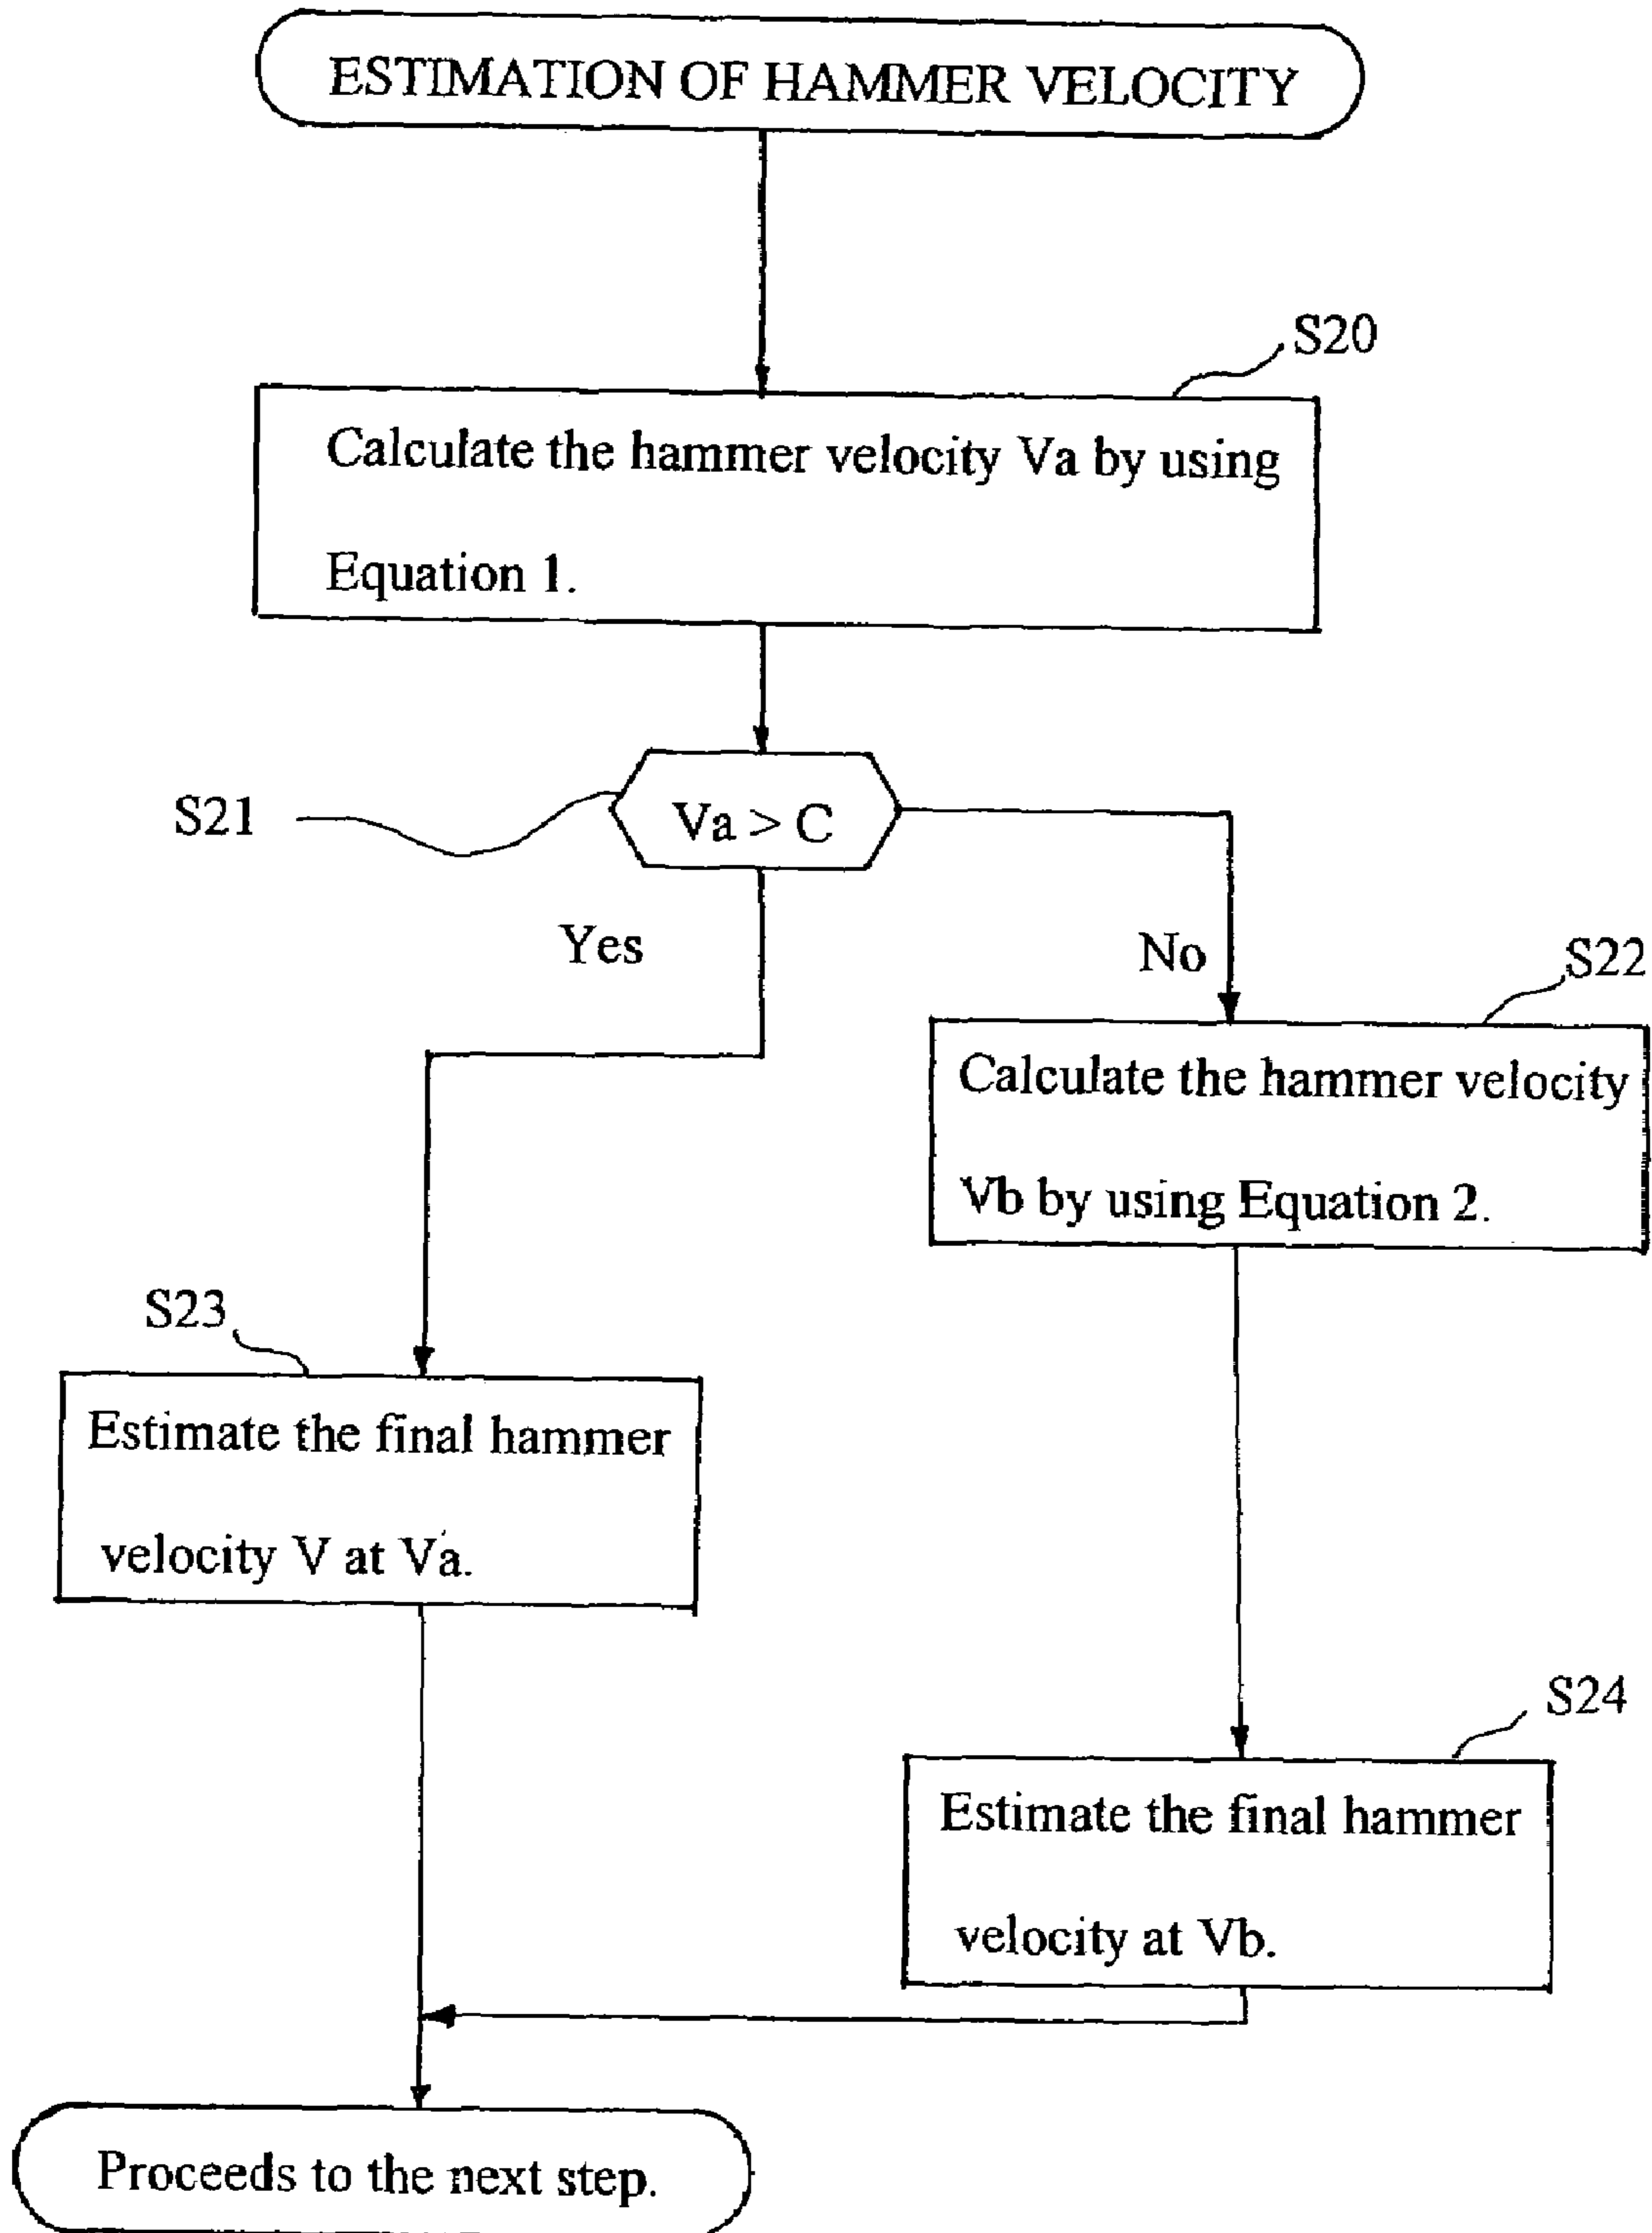 ESTIMATION OF HAMMER VELOCITY
S20
Calculate the hammer velocity Va by using
Equation 1.
S21
Va > C
Yes
No
S22
Calculate the hammer velocity
Vb by using Equation 2.
S23
Estimate the final hammer
velocity V at Va.
S24
Estimate the final hammer
velocity at Vb.
Proceeds to the next step.